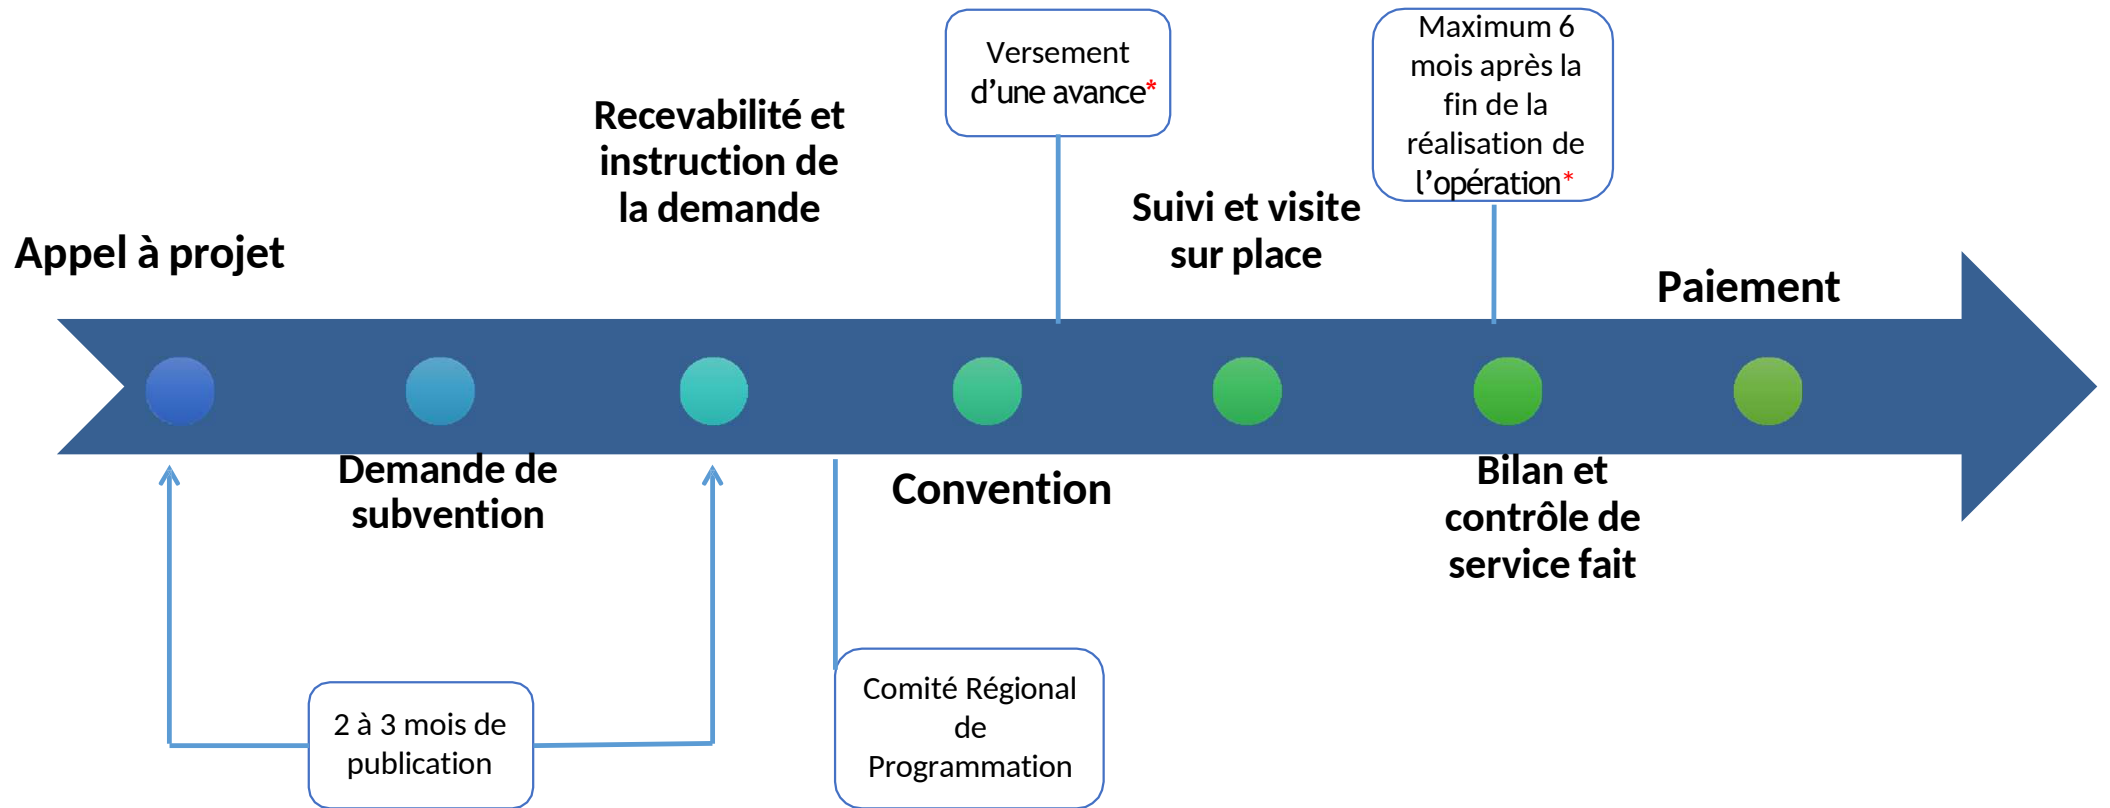 Appel à projet
Demande de
subvention
Recevabilité et
instruction de
la demande
Convention
Versement
d’une avance*
Suivi et visite
sur place
Maximum 6
mois après la
fin de la
réalisation de
l’opération*
Bilan et
contrôle de
service fait
Paiement
2 à 3 mois de
publication
Comité Régional
de
Programmation